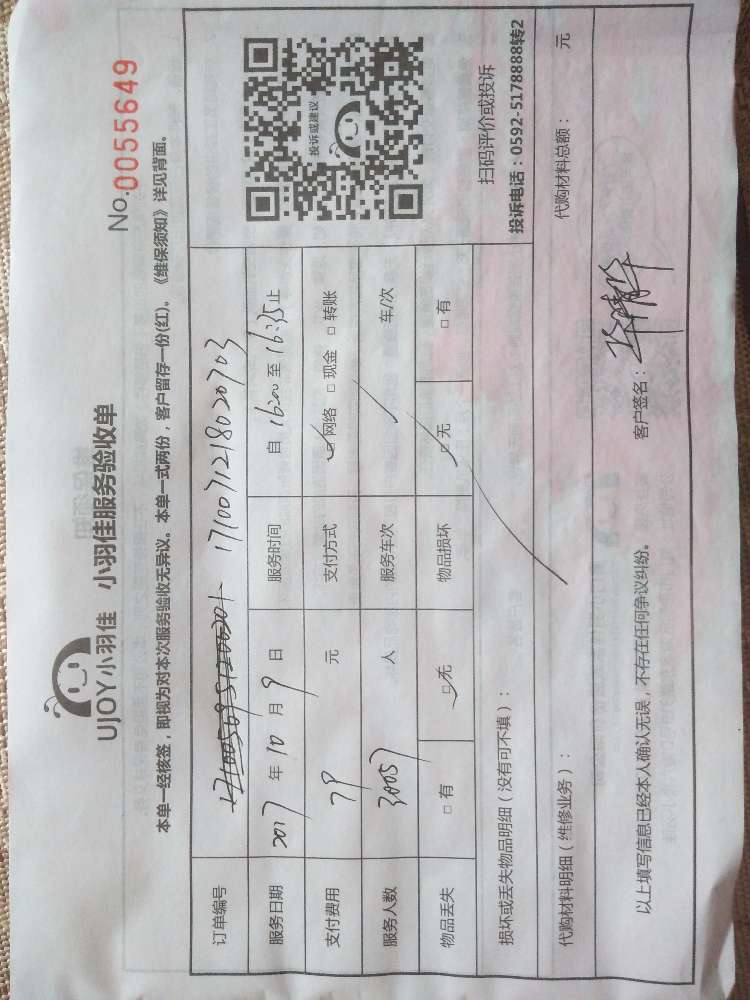 UJOY小羽佳 小羽佳服务验收单
No.0055649
本单一经核签，即视为对本次服务验收无异议。本单一式两份，客户留存一份(红)。《维保须知》详见背面。
订单编号 1710071218020703
服务日期 2017 年 10 月 9 日 服务时间 自 16:00 至 16:35 止
支付费用 79 元 支付方式 ☑网络 □现金 □转账
服务人数 30057 人 服务车次 / 车/次
物品丢失 □有 ☑无 物品损坏 ☑无 □有
投诉或建议
扫码评价或投诉
投诉电话：0592-5178888转2
损坏或丢失物品明细（没有可不填）：
代购材料明细（维修业务）： 代购材料总额： 元
以上填写信息已经本人确认无误，不存在任何争议纠纷。 客户签名：